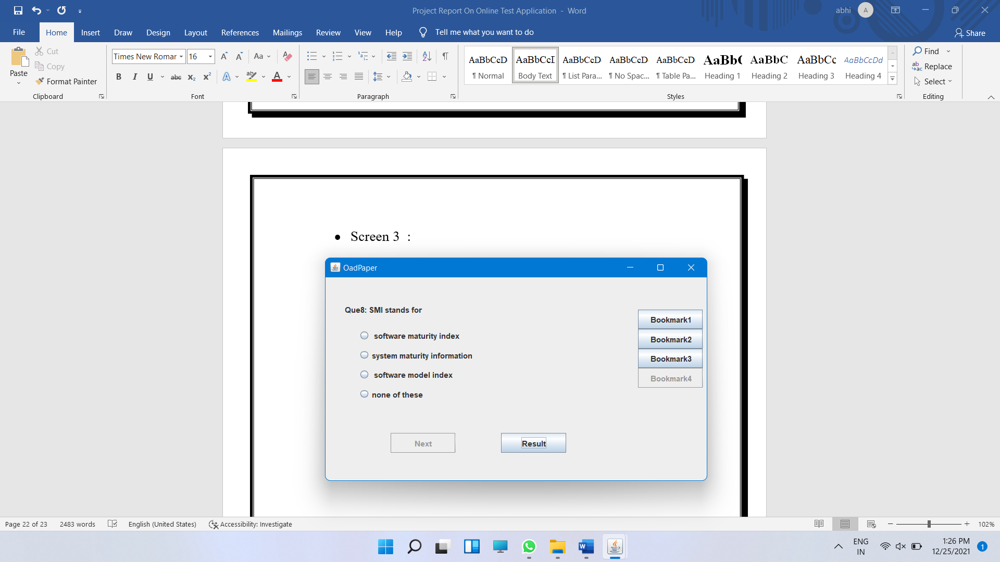 Project Report On Online Test Application - Word
abhi
A
File
Home
Insert
Draw
Design
Layout
References
Mailings
Review
View
Help
Tell me what you want to do
Share
Paste
Cut
Copy
Format Painter
Clipboard
Times New Romar
16
Font
Paragraph
AaBbCcD
¶ Normal
AaBbCcI
Body Text
AaBbCcD
¶ List Para...
AaBbCcD
¶ No Spac...
AaBbCcD
¶ Table Pa...
AaBb(
Heading 1
AaBbC
Heading 2
AaBbCc
Heading 3
AaBbCcDd
Heading 4
Styles
Find
Replace
Select
Editing
• Screen 3 :
OadPaper
Que8: SMI stands for
software maturity index
system maturity information
software model index
none of these
Bookmark1
Bookmark2
Bookmark3
Bookmark4
Next
Result
Page 22 of 23
2483 words
English (United States)
Accessibility: Investigate
102%
ENG
IN
1:26 PM
12/25/2021
1